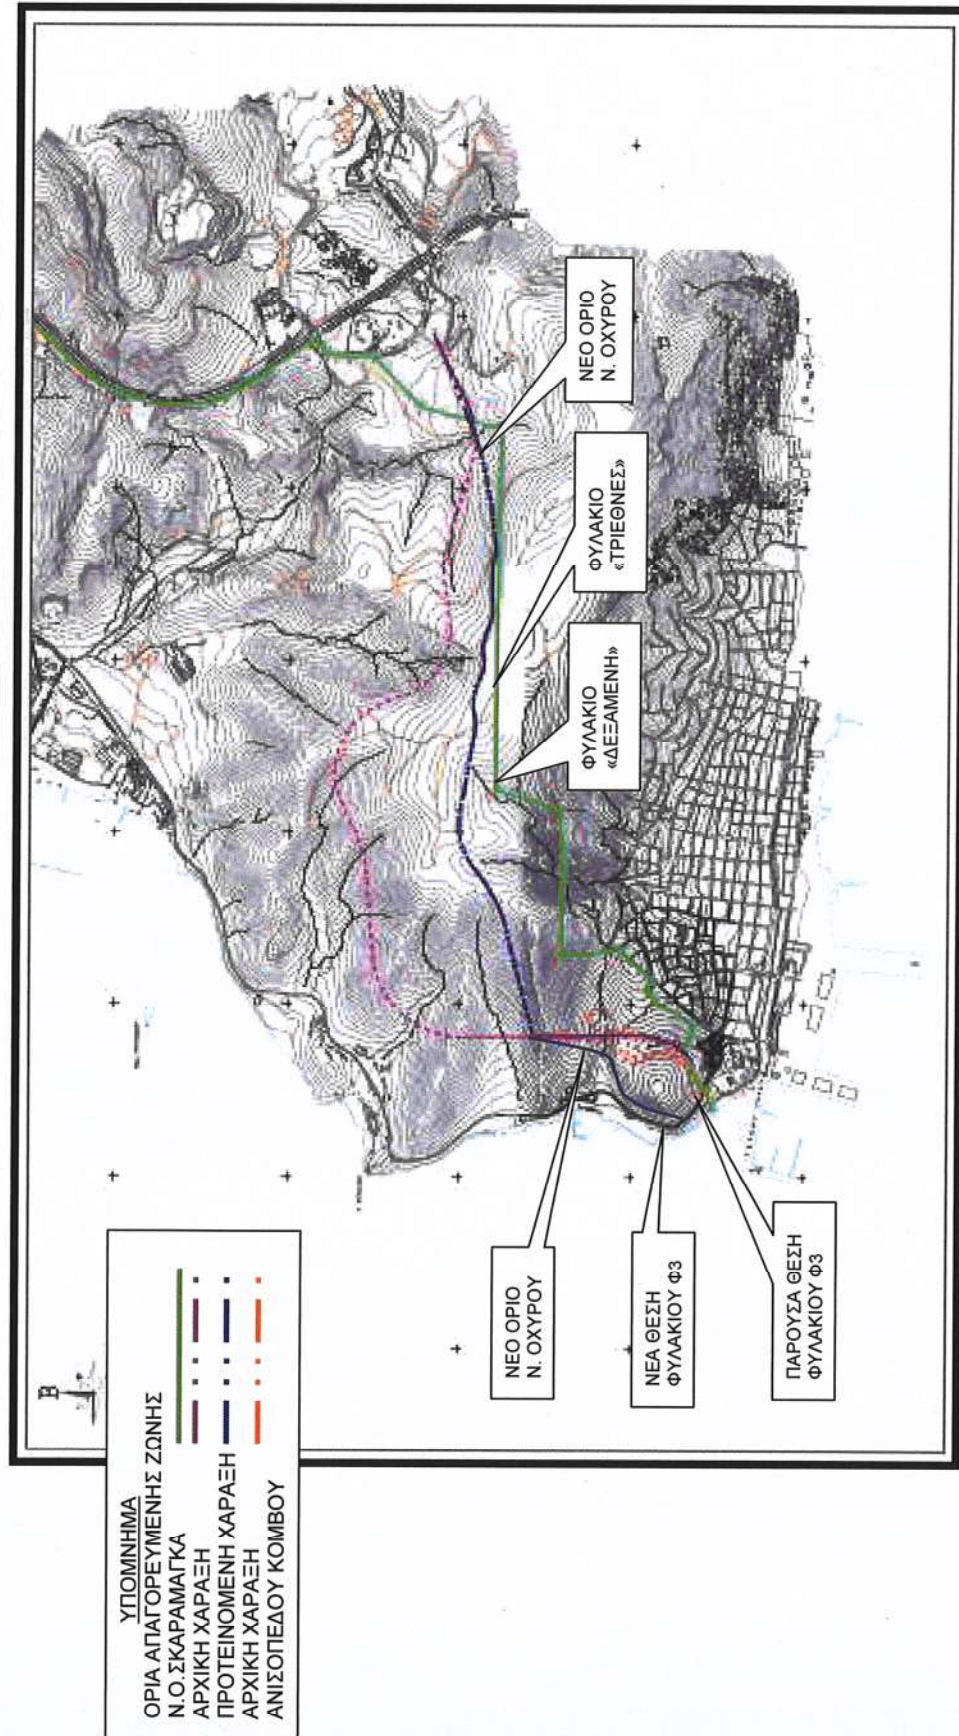 ΥΠΟΜΝΗΜΑ
ΟΡΙΑ ΑΠΑΓΟΡΕΥΜΕΝΗΣ ΖΩΝΗΣ
Ν.Ο.ΣΚΑΡΑΜΑΓΚΑ
ΑΡΧΙΚΗ ΧΑΡΑΞΗ
ΠΡΟΤΕΙΝΟΜΕΝΗ ΧΑΡΑΞΗ
ΑΡΧΙΚΗ ΧΑΡΑΞΗ
ΑΝΙΣΟΠΕΔΟΥ ΚΟΜΒΟΥ
Β
ΝΕΟ ΟΡΙΟ
Ν. ΟΧΥΡΟΥ
ΝΕΑ ΘΕΣΗ
ΦΥΛΑΚΙΟΥ Φ3
ΠΑΡΟΥΣΑ ΘΕΣΗ
ΦΥΛΑΚΙΟΥ Φ3
ΦΥΛΑΚΙΟ
«ΔΕΞΑΜΕΝΗ»
ΦΥΛΑΚΙΟ
«ΤΡΙΕΘΝΕΣ»
ΝΕΟ ΟΡΙΟ
Ν. ΟΧΥΡΟΥ